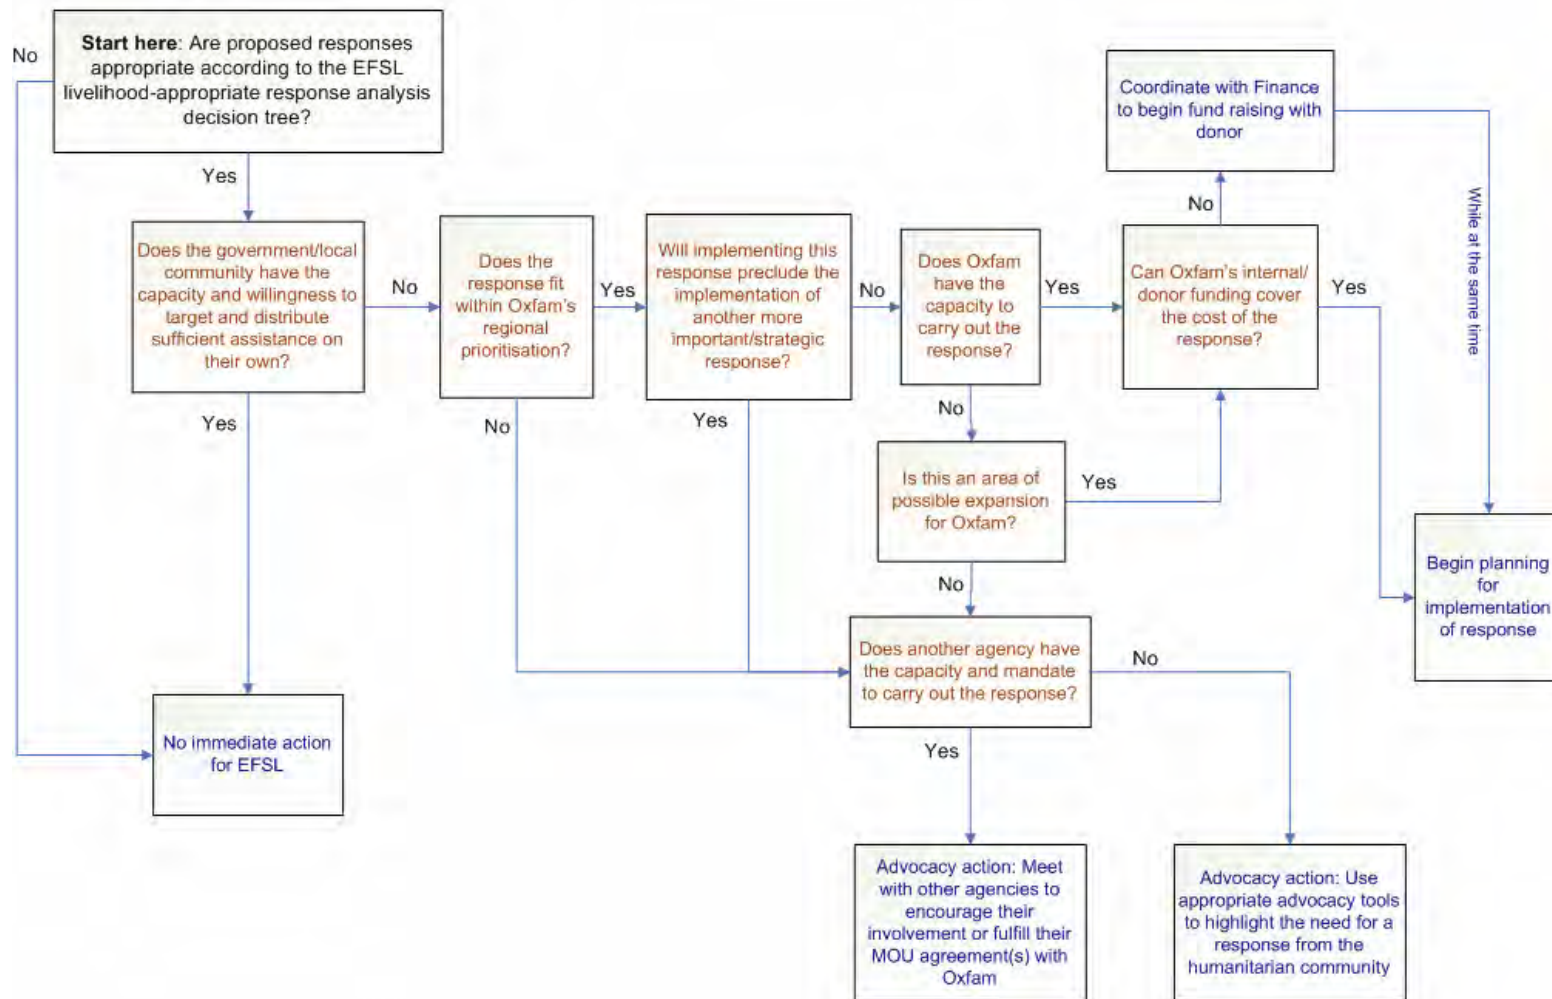 No
Start here: Are proposed responses
appropriate according to the EFSL
livelihood-appropriate response analysis
decision tree?
Yes
Does the government/local
community have the
capacity and willingness to
target and distribute
sufficient assistance on
their own?
No
Does the
response fit
within Oxfam's
regional
prioritisation?
Yes
Will implementing this
response preclude the
implementation of
another more
important/strategic
response?
No
Does Oxfam
have the
capacity to
carry out the
response?
Yes
Can Oxfam's internal/
donor funding cover
the cost of the
response?
No
Coordinate with Finance
to begin fund raising with
donor
While at the same time
Yes
Begin planning
for
implementation
of response
Yes
No
Yes
No
Is this an area of
possible expansion
for Oxfam?
Yes
No
Does another agency have
the capacity and mandate
to carry out the response?
No
Yes
No immediate action
for EFSL
Advocacy action: Meet
with other agencies to
encourage their
involvement or fulfill their
MOU agreement(s) with
Oxfam
Advocacy action: Use
appropriate advocacy tools
to highlight the need for a
response from the
humanitarian community